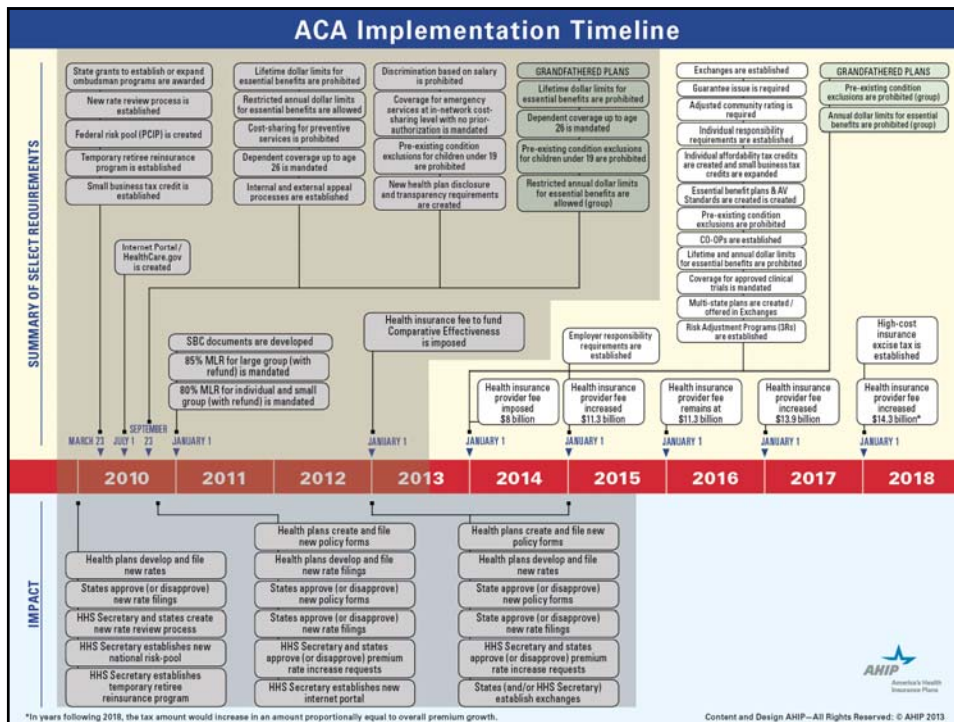 ACA Implementation Timeline
SUMMARY OF SELECT REQUIREMENTS
State grants to establish or expand
ombudsman programs are awarded
New rate review process is
established
Federal risk pool (PCIP) is created
Temporary retiree reinsurance
program is established
Small business tax credit is
established
Lifetime dollar limits for
essential benefits are prohibited
Restricted annual dollar limits
for essential benefits are allowed
Cost-sharing for preventive
services is prohibited
Dependent coverage up to age
26 is mandated
Internal and external appeal
processes are established
Discrimination based on salary
is prohibited
Coverage for emergency
services at in-network cost-
sharing level with no prior-
authorization is mandated
Pre-existing condition
exclusions for children under 19
are prohibited
New health plan disclosure
and transparency requirements
are created
GRANDFATHERED PLANS
Lifetime dollar limits for
essential benefits are prohibited
Dependent coverage up to age
26 is mandated
Pre-existing condition exclusions
for children under 19 are prohibited
Restricted annual dollar limits
for essential benefits are
allowed (group)
Exchanges are established
Guarantee issue is required
Adjusted community rating is
required
Individual responsibility
requirements are established
Individual affordability tax credits
are created and small business tax
credits are expanded
Essential benefit plans & AV
Standards are created is created
Pre-existing condition
exclusions are prohibited
CO-OPs are established
Lifetime and annual dollar limits
for essential benefits are prohibited
Coverage for approved clinical
trials is mandated
Multi-state plans are created /
offered in Exchanges
Risk Adjustment Programs (3Rs)
are established
GRANDFATHERED PLANS
Pre-existing condition
exclusions are prohibited (group)
Annual dollar limits for essential
benefits are prohibited (group)
Internet Portal /
HealthCare.gov
is created
SBC documents are developed
85% MLR for large group (with
refund) is mandated
80% MLR for individual and small
group (with refund) is mandated
Health insurance fee to fund
Comparative Effectiveness
is imposed
Employer responsibility
requirements are
established
High-cost
insurance
excise tax is
established
Health insurance
provider fee
imposed
$8 billion
Health insurance
provider fee
increased
$11.3 billion
Health insurance
provider fee
remains at
$11.3 billion
Health insurance
provider fee
increased
$13.9 billion
Health insurance
provider fee
increased
$14.3 billion*
MARCH 23
JULY 1
SEPTEMBER
23
JANUARY 1
JANUARY 1
JANUARY 1
JANUARY 1
JANUARY 1
JANUARY 1
JANUARY 1
2010
2011
2012
2013
2014
2015
2016
2017
2018
IMPACT
Health plans develop and file
new rates
States approve (or disapprove)
new rate filings
HHS Secretary and states create
new rate review process
HHS Secretary establishes new
national risk-pool
HHS Secretary establishes
temporary retiree
reinsurance program
Health plans create and file
new policy forms
Health plans develop and file
new rate filings
States approve (or disapprove)
new policy forms
States approve (or disapprove)
new rate filings
HHS Secretary and states
approve (or disapprove) premium
rate increase requests
HHS Secretary establishes new
internet portal
Health plans create and file new
policy forms
Health plans develop and file
new rates
State approve (or disapprove)
new policy forms
State approve (or disapprove)
new rate filings
HHS Secretary and states
approve (or disapprove) premium
rate increase requests
States (and/or HHS Secretary)
establish exchanges
AHIP
America's Health
Insurance Plans
*In years following 2018, the tax amount would increase in an amount proportionally equal to overall premium growth.
Content and Design AHIP—All Rights Reserved: © AHIP 2013